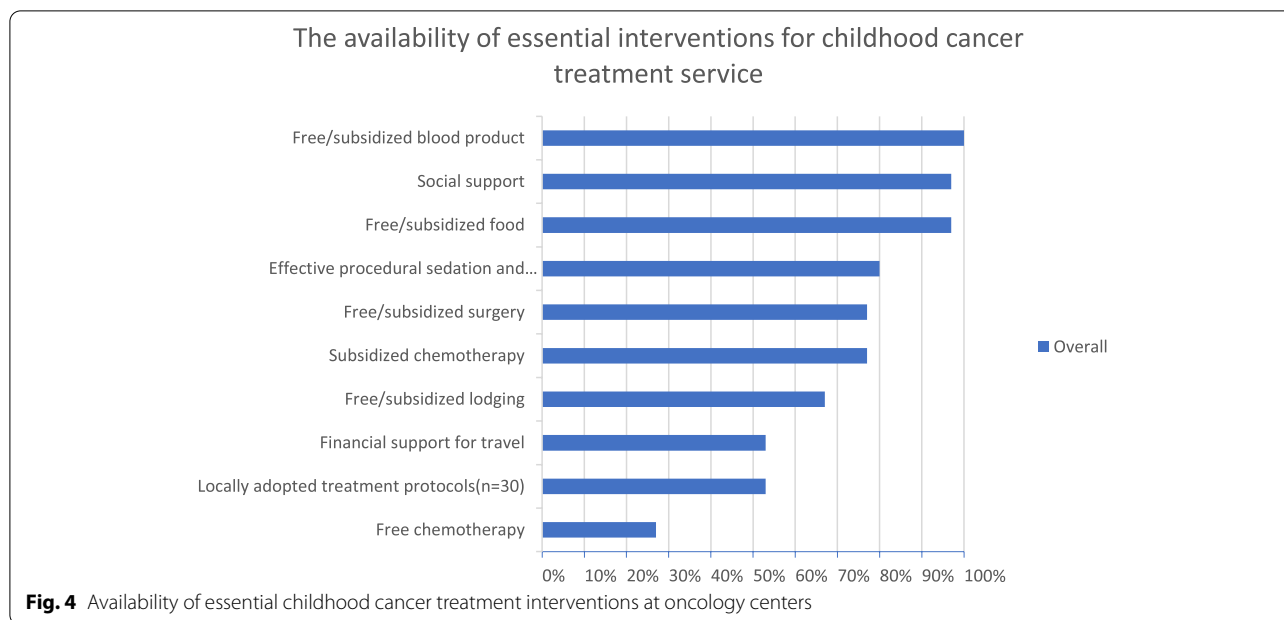 The availability of essential interventions for childhood cancer
treatment service
Free/subsidized blood product
Social support
Free/subsidized food
Effective procedural sedation and...
Free/subsidized surgery
Subsidized chemotherapy
Free/subsidized lodging
Financial support for travel
Locally adopted treatment protocols(n=30)
Free chemotherapy
Overall
0% 10% 20% 30% 40% 50% 60% 70% 80% 90% 100%
Fig. 4 Availability of essential childhood cancer treatment interventions at oncology centers